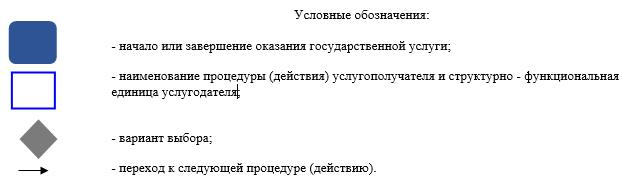 Условные обозначения:
- начало или завершение оказания государственной услуги;
- наименование процедуры (действия) услугополучателя и структурно - функциональная
единица услугодателя;
- вариант выбора;
- переход к следующей процедуре (действию).